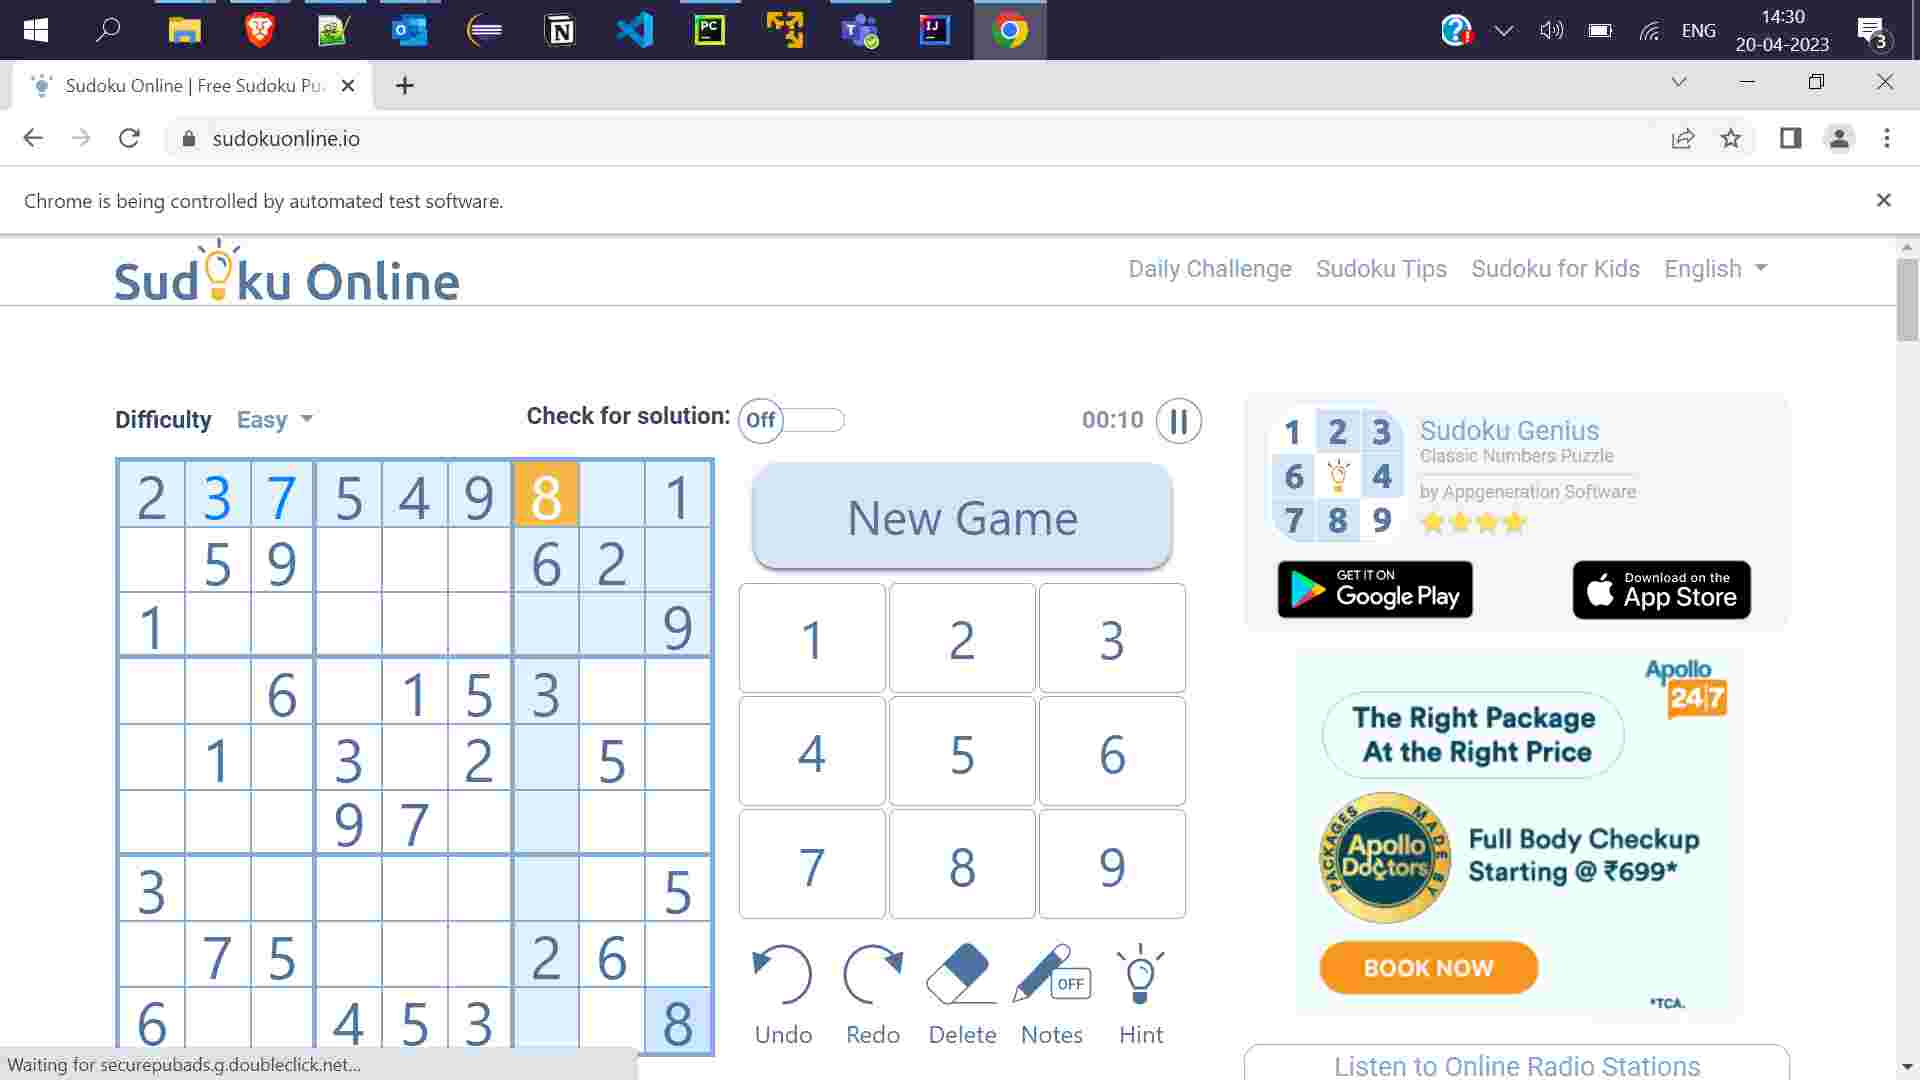 PC
IJ
ENG
14:30
20-04-2023
3
Sudoku Online | Free Sudoku Pu
sudokuonline.io
Chrome is being controlled by automated test software.
Sudoku Online
Daily Challenge Sudoku Tips Sudoku for Kids English
Difficulty Easy Check for solution: Off 00:10
2 3 7 5 4 9 8 1
5 9 6 2
1 9
6 1 5 3
1 3 2 5
9 7
3 5
7 5 2 6
6 4 5 3 8
New Game
1 2 3
4 5 6
7 8 9
OFF
Undo Redo Delete Notes Hint
1 2 3
6 4
7 8 9
Sudoku Genius
Classic Numbers Puzzle
by Appgeneration Software
GET IT ON
Google Play
Download on the
App Store
Apollo
24|7
The Right Package
At the Right Price
PACKAGES MADE BY
Apollo
Doctors
Full Body Checkup
Starting @ ₹699*
BOOK NOW
*TCA.
Listen to Online Radio Stations
Waiting for securepubads.g.doubleclick.net...